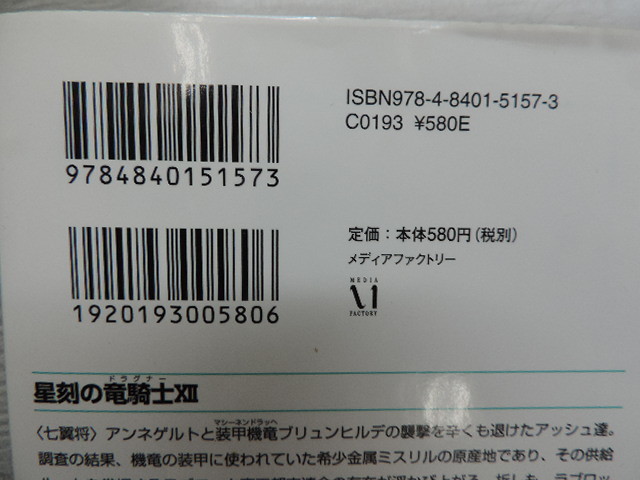 ISBN978-4-8401-5157-3
C0193 ¥580E
9784840151573
定価：本体580円（税別）
メディアファクトリー
MEDIA
FACTORY
1920193005806
ドラグナー
星刻の竜騎士XII
マシーネンドラッヘ
〈七翼将〉アンネゲルトと装甲機竜ブリュンヒルデの襲撃を辛くも退けたアッシュ達。
調査の結果、機竜の装甲に使われていた希少金属ミスリルの原産地であり、その供給